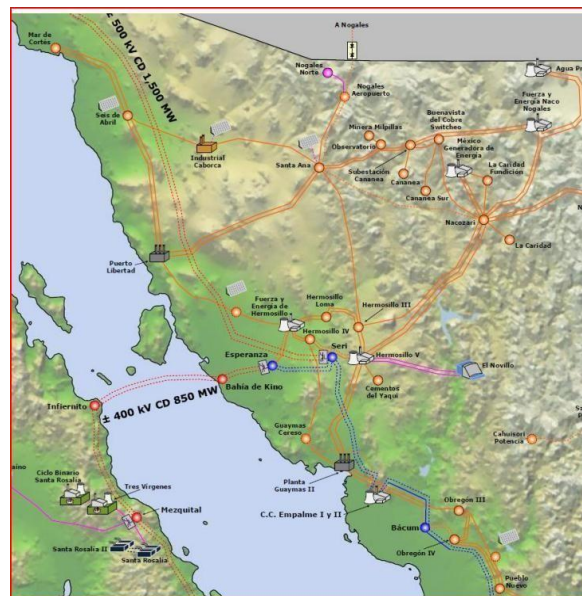 ± 500 kV CD 1,500 MW
A Nogales
Mar de
Cortés
Nogales
Norte
Nogales
Aeropuerto
Agua Pr
Fuerza y
Energía Naco
Nogales
Seis de
Abril
Industrial
Caborca
Minera Milpillas
Observatorio
Buenavista
del Cobre
Switcheo
México
Generadora de
Energía
La Caridad
Fundición
Santa Ana
Subestación
Cananea
Cananea
Cananea Sur
Nacozari
La Caridad
Puerto
Libertad
Fuerza y
Energía de
Hermosillo
Hermosillo
Loma
Hermosillo III
Hermosillo IV
Seri
Esperanza
Hermosillo V
El Novillo
Bahía de Kino
Cementos
del Yaqui
Infiernito
± 400 kV CD 850 MW
Guaymas
Cereso
Cahuisori
Potencia
Planta
Guaymas II
C.C. Empalme I y II
Ciclo Binario
Santa Rosalía
Tres Vírgenes
Mezquital
Santa Rosalía II
Santa Rosalía
Obregón III
Bácum
Obregón IV
Pueblo
Nuevo